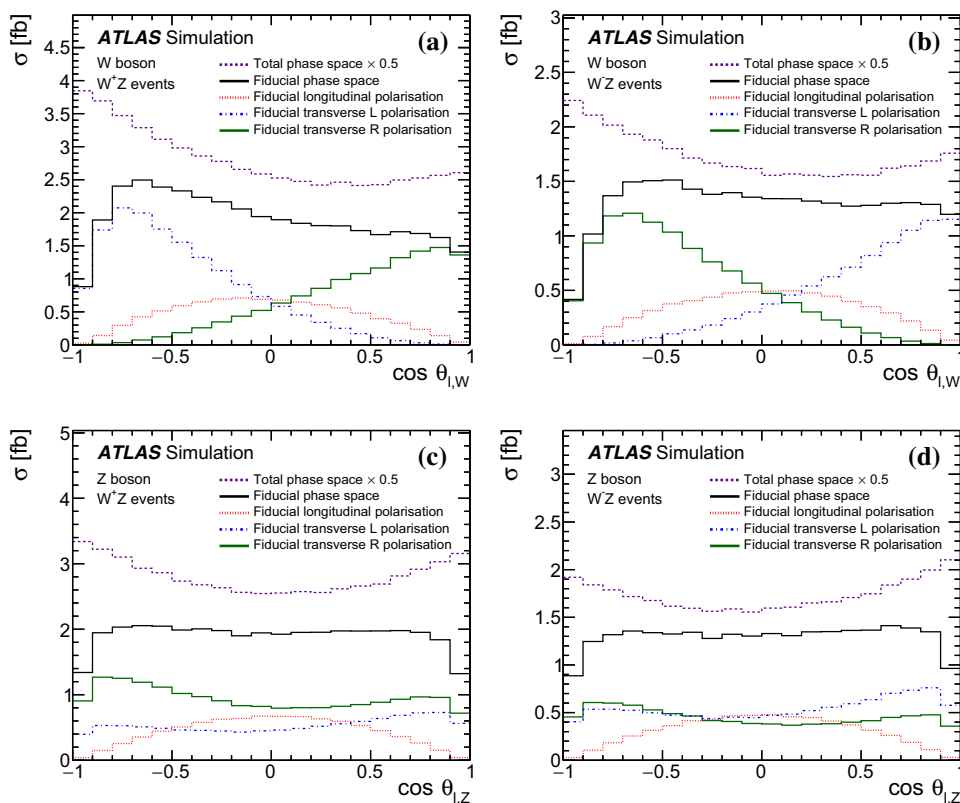 σ [fb]
ATLAS Simulation
(a)
W boson
W⁺Z events
Total phase space × 0.5
Fiducial phase space
Fiducial longitudinal polarisation
Fiducial transverse L polarisation
Fiducial transverse R polarisation
4.5
4
3.5
3
2.5
2
1.5
1
0.5
0
−1 −0.5 0 0.5 1
cos θl,W
σ [fb]
ATLAS Simulation
(b)
W boson
W⁻Z events
Total phase space × 0.5
Fiducial phase space
Fiducial longitudinal polarisation
Fiducial transverse L polarisation
Fiducial transverse R polarisation
3
2.5
2
1.5
1
0.5
0
−1 −0.5 0 0.5 1
cos θl,W
σ [fb]
ATLAS Simulation
(c)
Z boson
W⁺Z events
Total phase space × 0.5
Fiducial phase space
Fiducial longitudinal polarisation
Fiducial transverse L polarisation
Fiducial transverse R polarisation
5
4
3
2
1
0
−1 −0.5 0 0.5 1
cos θl,Z
σ [fb]
ATLAS Simulation
(d)
Z boson
W⁻Z events
Total phase space × 0.5
Fiducial phase space
Fiducial longitudinal polarisation
Fiducial transverse L polarisation
Fiducial transverse R polarisation
3
2.5
2
1.5
1
0.5
0
−1 −0.5 0 0.5 1
cos θl,Z